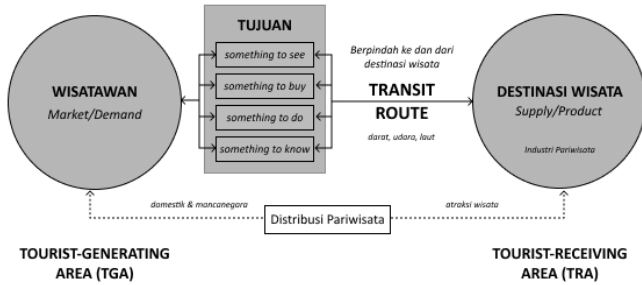 TUJUAN
something to see
something to buy
something to do
something to know
WISATAWAN
Market/Demand
Berpindah ke dan dari
destinasi wisata
TRANSIT
ROUTE
darat, udara, laut
DESTINASI WISATA
Supply/Product
Industri Pariwisata
domestik & mancanegara
Distribusi Pariwisata
atraksi wisata
TOURIST-GENERATING
AREA (TGA)
TOURIST-RECEIVING
AREA (TRA)